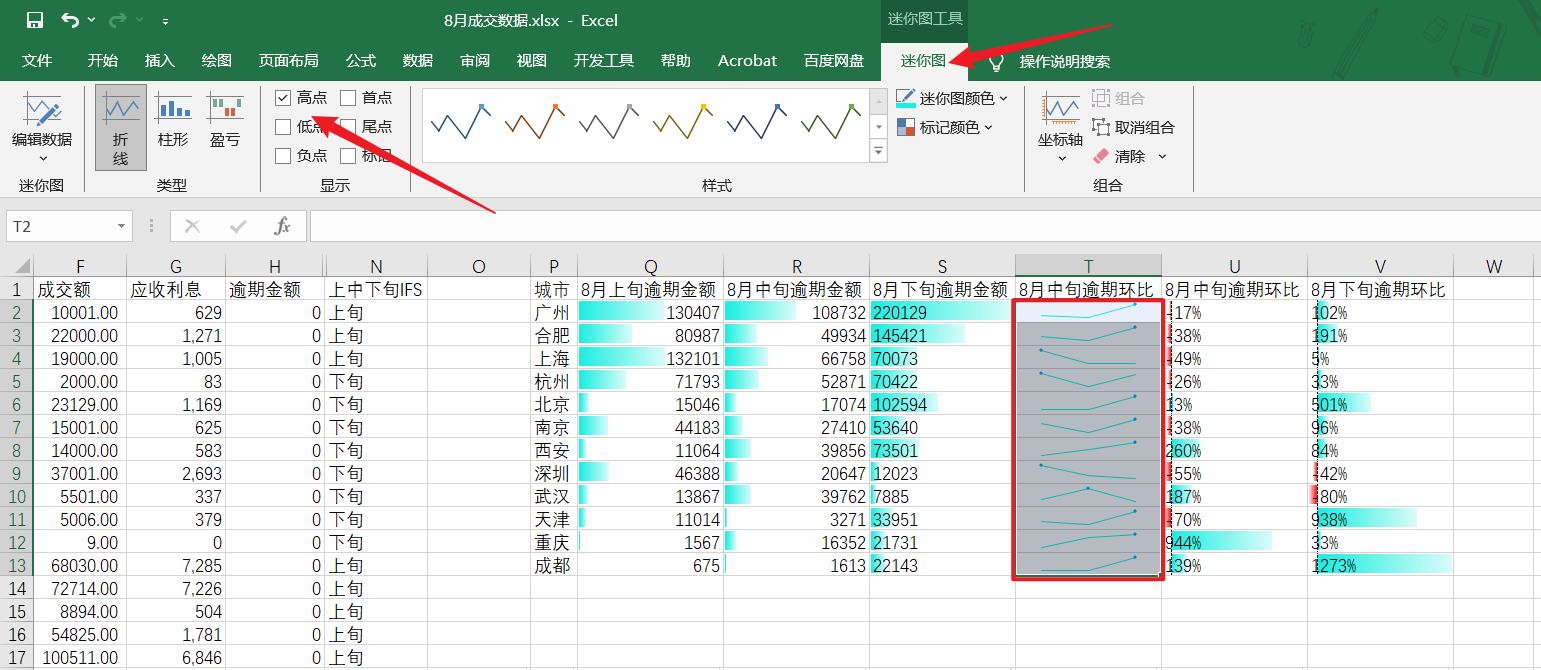 8月成交数据.xlsx - Excel
迷你图工具
文件 开始 插入 绘图 页面布局 公式 数据 审阅 视图 开发工具 帮助 Acrobat 百度网盘 迷你图 操作说明搜索
编辑数据
折线 柱形 盈亏
高点 首点
低点 尾点
负点 标记
迷你图颜色
标记颜色
坐标轴
组合
取消组合
清除
迷你图 类型 显示 样式 组合
T2 fx
F G H N O P Q R S T U V W
1 成交额 应收利息 逾期金额 上中下旬IFS 城市 8月上旬逾期金额 8月中旬逾期金额 8月下旬逾期金额 8月中旬逾期环比 8月中旬逾期环比 8月下旬逾期环比
2 10001.00 629 0 上旬 广州 130407 108732 220129 -17% 102%
3 22000.00 1,271 0 上旬 合肥 80987 49934 145421 -38% 191%
4 19000.00 1,005 0 上旬 上海 132101 66758 70073 -49% 5%
5 2000.00 83 0 下旬 杭州 71793 52871 70422 -26% 33%
6 23129.00 1,169 0 下旬 北京 15046 17074 102594 13% 501%
7 15001.00 625 0 下旬 南京 44183 27410 53640 -38% 96%
8 14000.00 583 0 下旬 西安 11064 39856 73501 260% 84%
9 37001.00 2,693 0 下旬 深圳 46388 20647 12023 -55% -42%
10 5501.00 337 0 下旬 武汉 13867 39762 7885 187% -80%
11 5006.00 379 0 下旬 天津 11014 3271 33951 -70% 938%
12 9.00 0 0 下旬 重庆 1567 16352 21731 944% 33%
13 68030.00 7,285 0 上旬 成都 675 1613 22143 139% 1273%
14 72714.00 7,226 0 上旬
15 8894.00 504 0 上旬
16 54825.00 1,781 0 上旬
17 100511.00 6,846 0 上旬